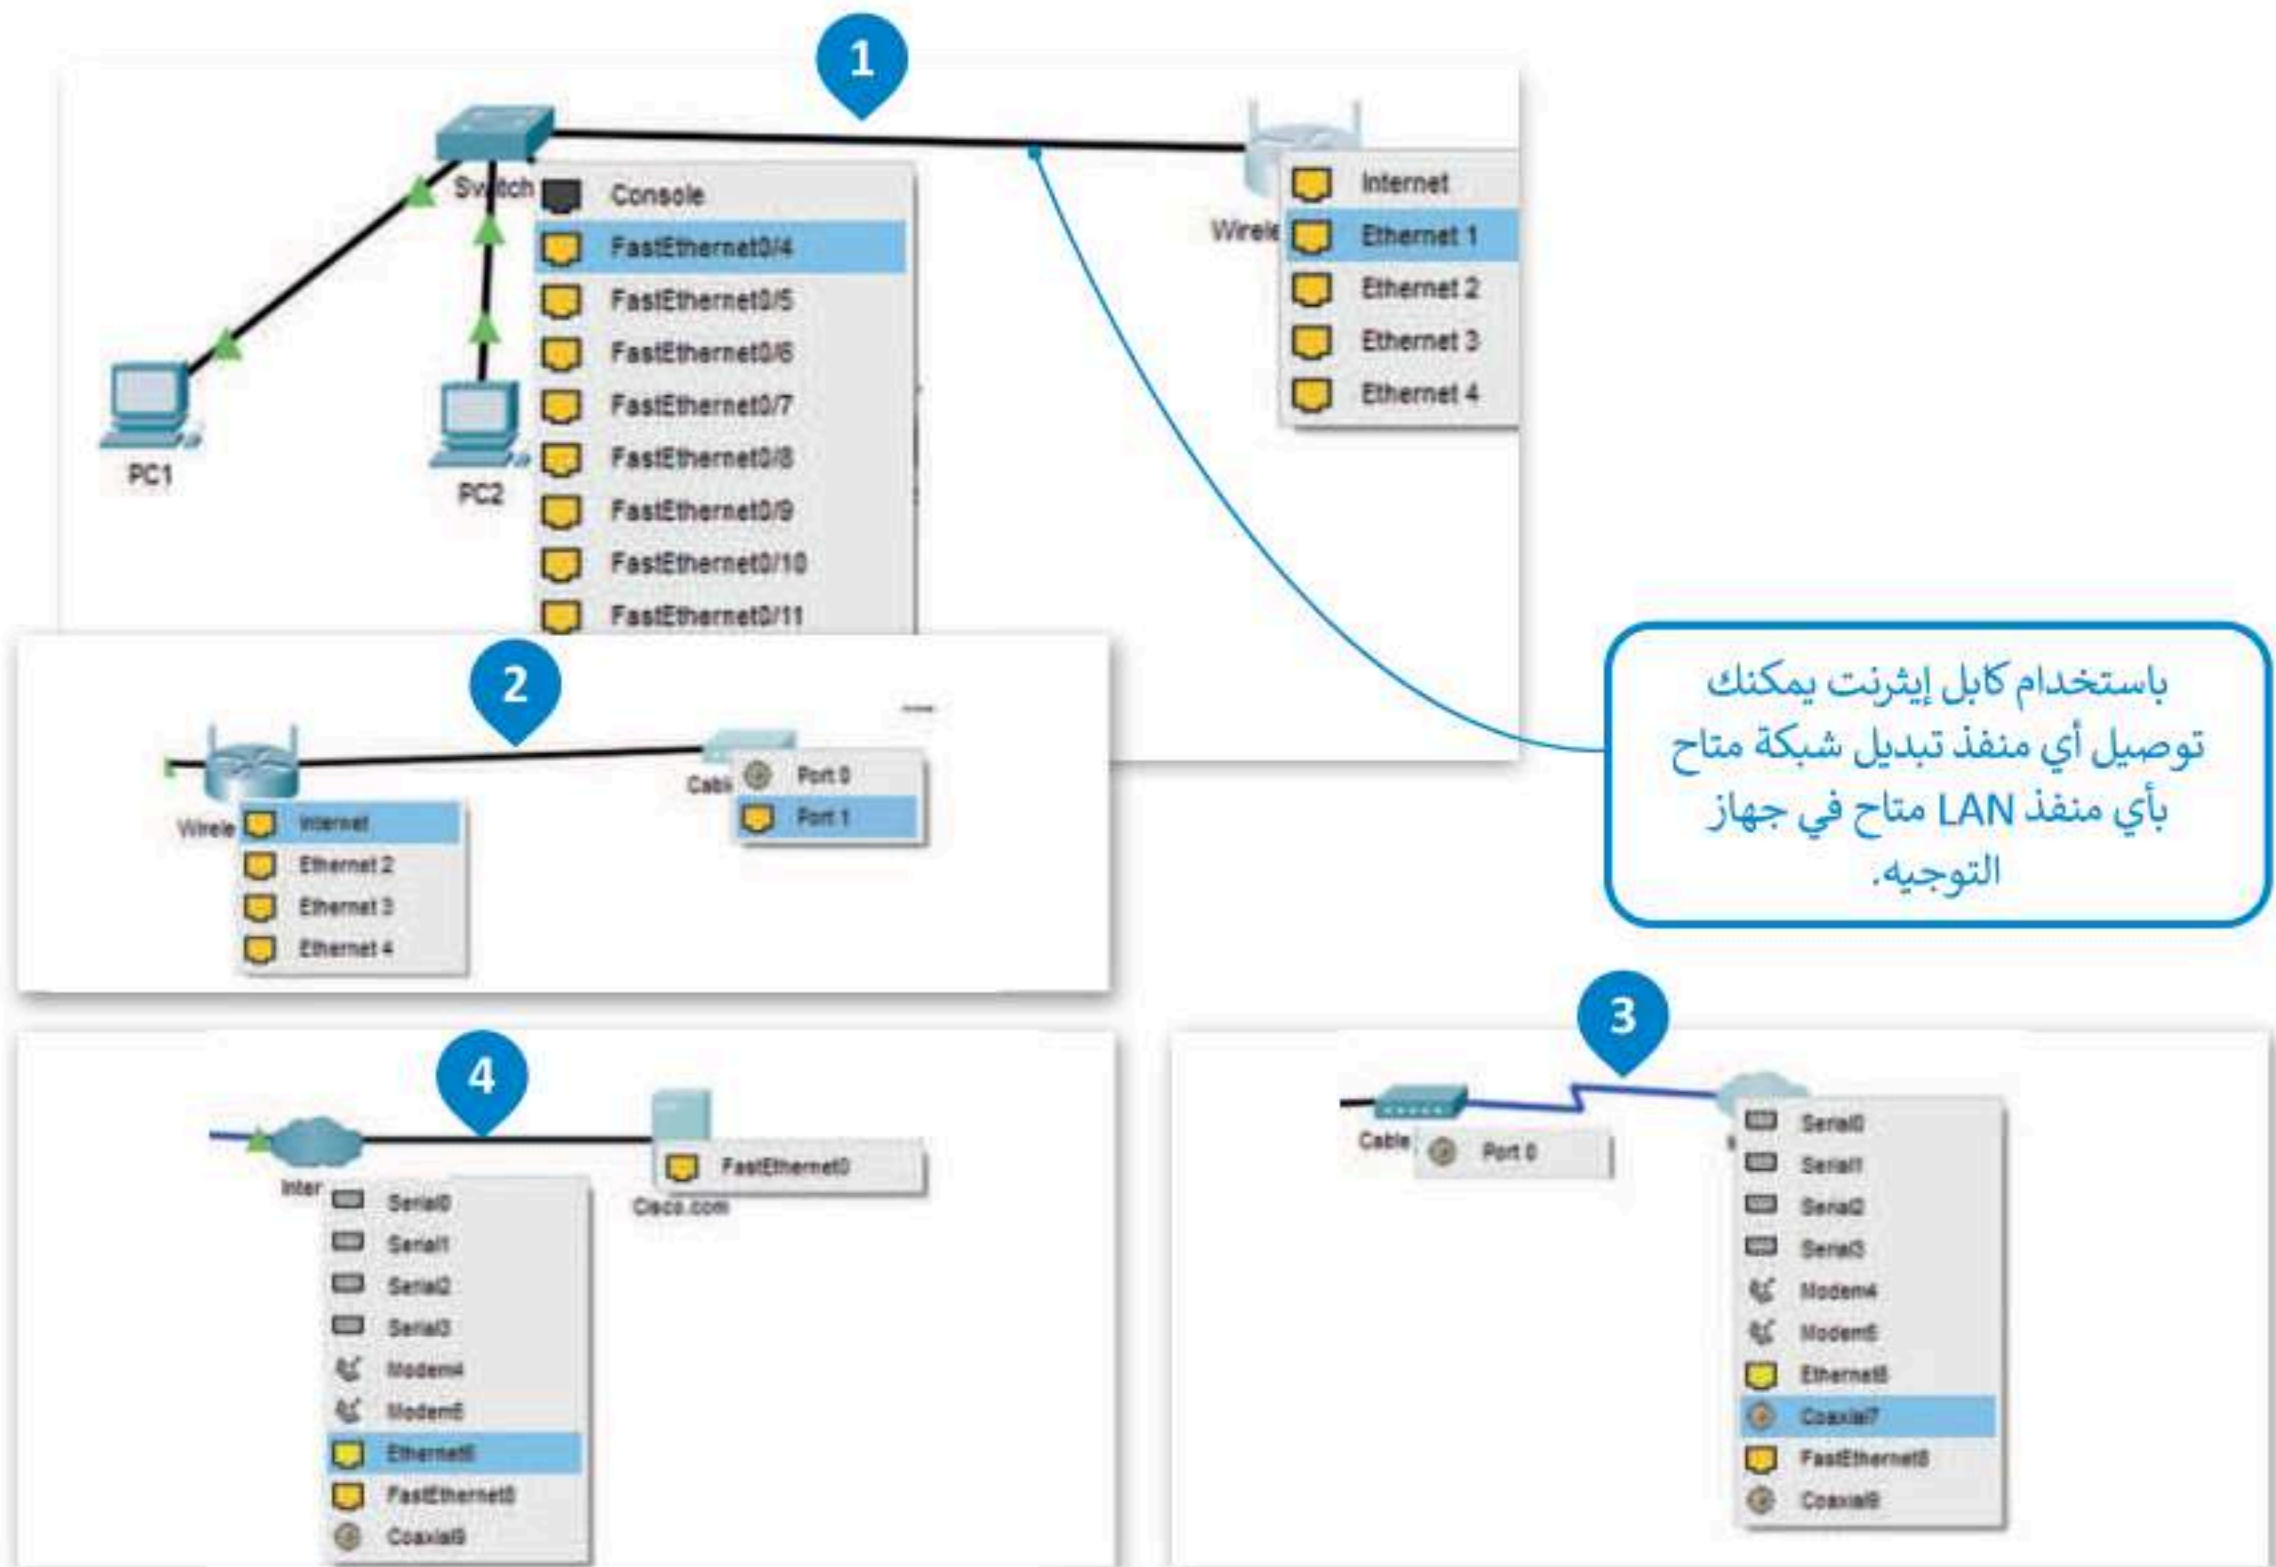 1
Switch
Console
FastEthernet0/4
FastEthernet0/5
FastEthernet0/6
FastEthernet0/7
FastEthernet0/8
FastEthernet0/9
FastEthernet0/10
FastEthernet0/11
PC1
PC2
Wirele
Internet
Ethernet 1
Ethernet 2
Ethernet 3
Ethernet 4
باستخدام كابل إيثرنت يمكنك
توصيل أي منفذ تبديل شبكة متاح
بأي منفذ LAN متاح في جهاز
التوجيه.
2
Wirele
Internet
Ethernet 2
Ethernet 3
Ethernet 4
Cabl
Port 0
Port 1
3
Cable
Port 0
Serial0
Serial1
Serial2
Serial3
Modem4
Modem5
Ethernet6
Coaxial7
FastEthernet8
Coaxial9
4
Inter
Serial0
Serial1
Serial2
Serial3
Modem4
Modem5
Ethernet6
FastEthernet8
Coaxial9
FastEthernet0
Cisco.com